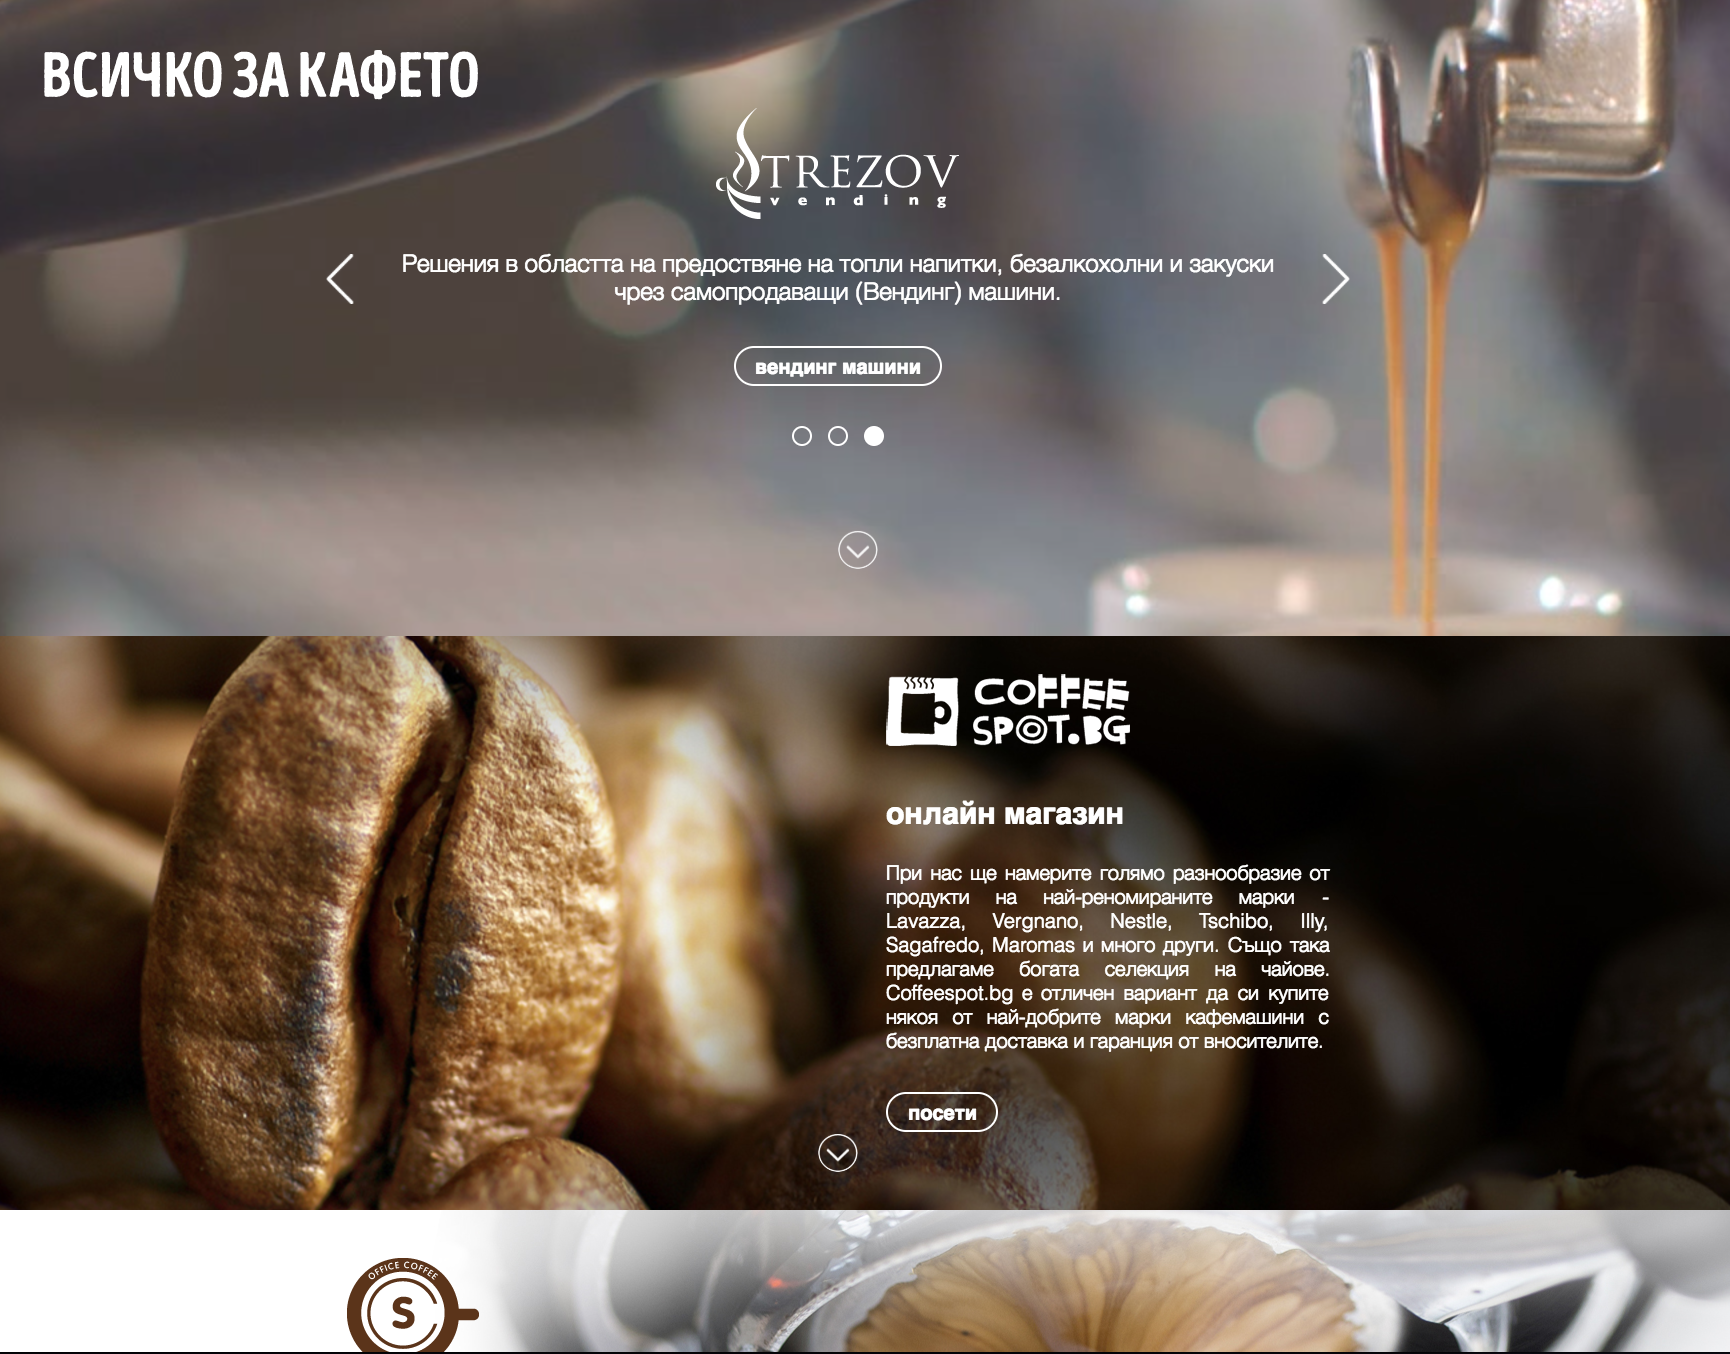 ВСИЧКО ЗА КАФЕТО
STREZOV
vending
Решения в областта на предоствяне на топли напитки, безалкохолни и закуски
чрез самопродаващи (Вендинг) машини.
вендинг машини
COFFEE
SPOT.BG
онлайн магазин
При нас ще намерите голямо разнообразие от
продукти на най-реномираните марки -
Lavazza, Vergnano, Nestle, Tschibo, Illy,
Sagafredo, Maromas и много други. Също така
предлагаме богата селекция на чайове.
Coffeespot.bg е отличен вариант да си купите
някоя от най-добрите марки кафемашини с
безплатна доставка и гаранция от вносителите.
посети
OFFICE COFFEE
S